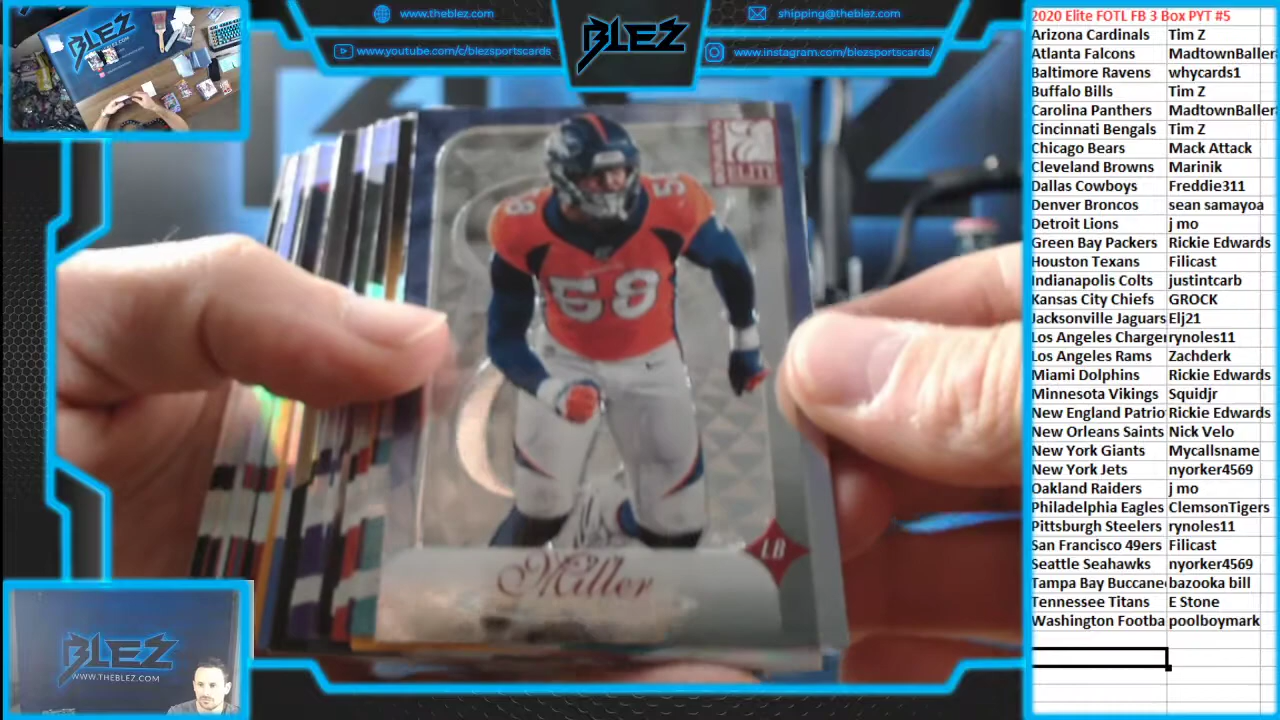 www.theblez.com
shipping@theblez.com
www.youtube.com/c/blezsportscards
www.instagram.com/blezsportscards/
BLEZ
2020 Elite FOTL FB 3 Box PYT #5
Arizona Cardinals Tim Z
Atlanta Falcons MadtownBaller
Baltimore Ravens whycards1
Buffalo Bills Tim Z
Carolina Panthers MadtownBaller
Cincinnati Bengals Tim Z
Chicago Bears Mack Attack
Cleveland Browns Marinik
Dallas Cowboys Freddie311
Denver Broncos sean samayoa
Detroit Lions j mo
Green Bay Packers Rickie Edwards
Houston Texans Filicast
Indianapolis Colts justintcarb
Kansas City Chiefs GROCK
Jacksonville Jaguars Elj21
Los Angeles Charger rynoles11
Los Angeles Rams Zachderk
Miami Dolphins Rickie Edwards
Minnesota Vikings Squidjr
New England Patrio Rickie Edwards
New Orleans Saints Nick Velo
New York Giants Mycallsname
New York Jets nyorker4569
Oakland Raiders j mo
Philadelphia Eagles ClemsonTigers
Pittsburgh Steelers rynoles11
San Francisco 49ers Filicast
Seattle Seahawks nyorker4569
Tampa Bay Buccane bazooka bill
Tennessee Titans E Stone
Washington Footba poolboymark
ELITE
58
58
Von
Miller
LB
BLEZ
WWW.THEBLEZ.COM